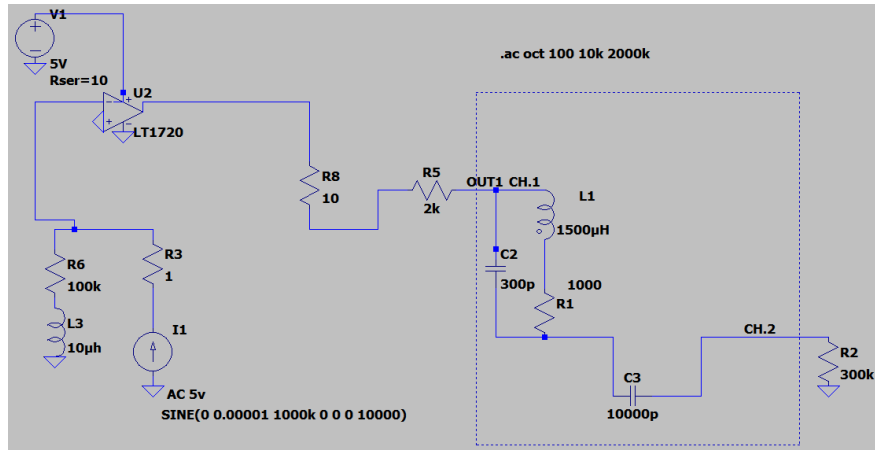 V1
5V
Rser=10
.ac oct 100 10k 2000k
U2
LT1720
R8
10
R5
2k
OUT1 CH.1
L1
1500µH
C2
300p
1000
R1
R6
100k
R3
1
L3
10µh
I1
AC 5v
SINE(0 0.00001 1000k 0 0 0 10000)
CH.2
C3
10000p
R2
300k